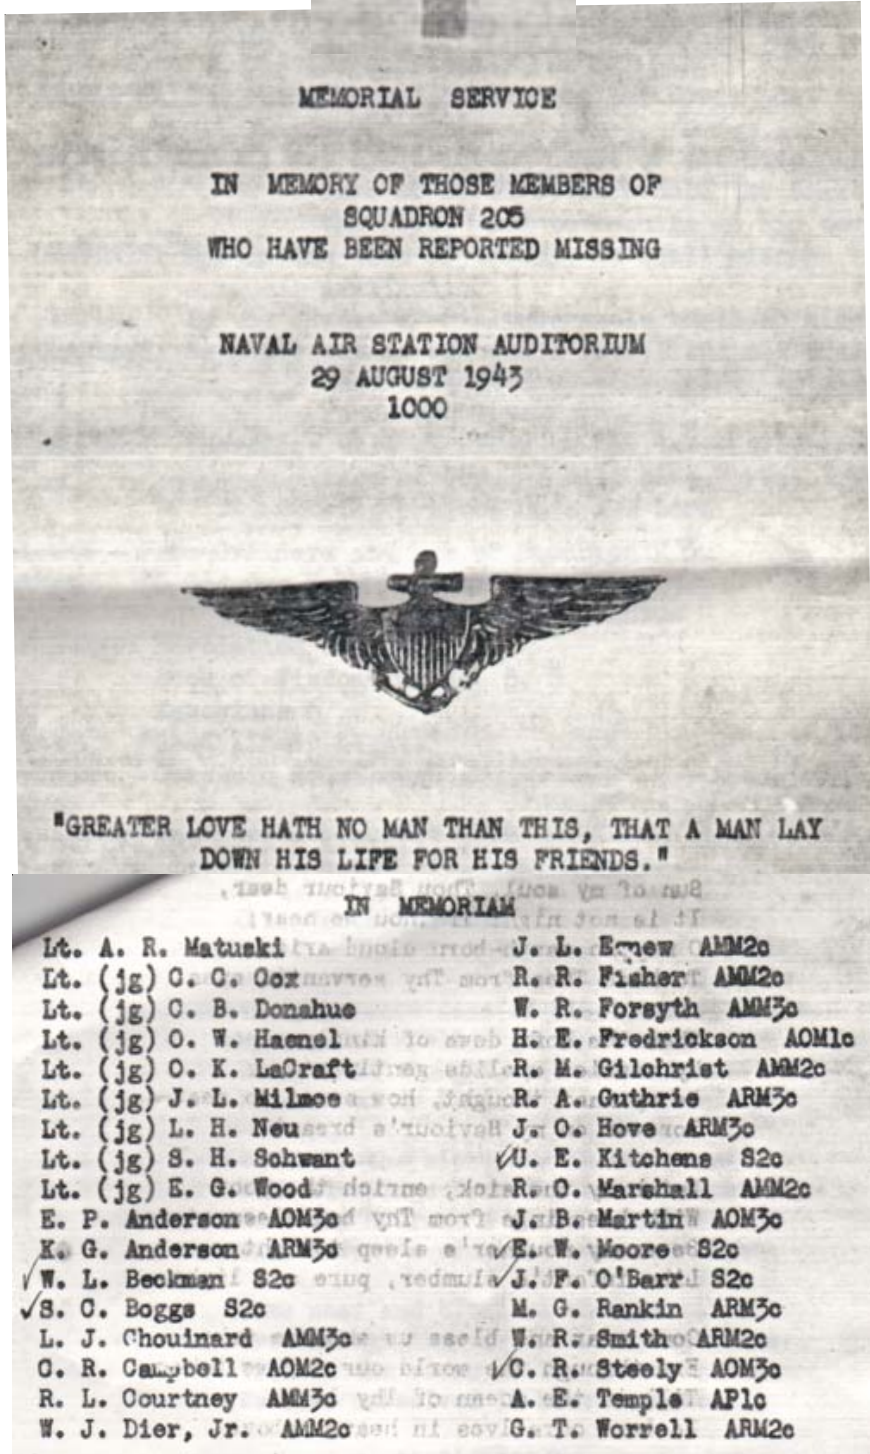 MEMORIAL SERVICE
IN MEMORY OF THOSE MEMBERS OF
SQUADRON 205
WHO HAVE BEEN REPORTED MISSING
NAVAL AIR STATION AUDITORIUM
29 AUGUST 1943
1000
"GREATER LOVE HATH NO MAN THAN THIS, THAT A MAN LAY
DOWN HIS LIFE FOR HIS FRIENDS."
IN MEMORIAM
Lt. A. R. Matuski
Lt. (jg) C. G. Cox
Lt. (jg) C. B. Donahue
Lt. (jg) O. W. Haenel
Lt. (jg) O. K. LaCraft
Lt. (jg) J. L. Milmoe
Lt. (jg) L. H. Neu
Lt. (jg) S. H. Schwant
Lt. (jg) E. G. Wood
E. P. Anderson AOM3c
K. G. Anderson ARM3c
W. L. Beckman S2c
S. C. Boggs S2c
L. J. Chouinard AMM3c
C. R. Campbell AOM2c
R. L. Courtney AMM3c
W. J. Dier, Jr. AMM2c
J. L. AMM2c
R. R. Fisher AMM2c
W. R. Forsyth AMM3c
H. E. Fredrickson AOM1c
R. M. Gilchrist AMM2c
R. A. Guthrie ARM3c
J. O. Hove ARM3c
U. E. Kitchens S2c
R. O. Marshall AMM2c
J. B. Martin AOM3c
E. W. Moore S2c
J. F. O'Barr S2c
M. G. Rankin ARM3c
W. R. Smith ARM2c
C. R. Steely AOM3c
A. E. Temple AP1c
G. T. Worrell ARM2c